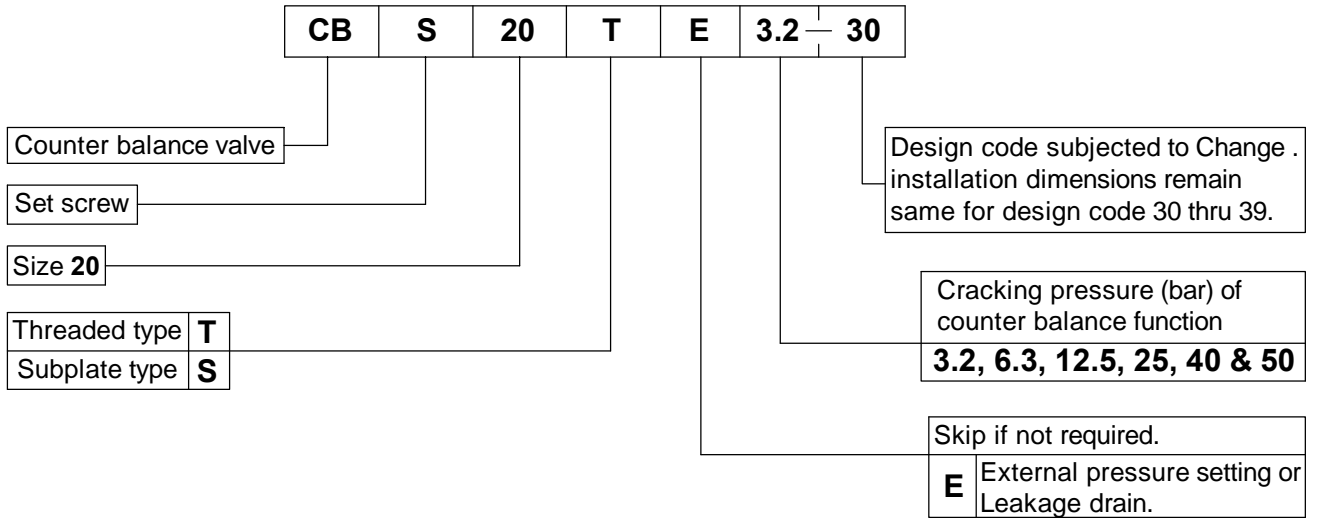 CB S 20 T E 3.2 — 30
Counter balance valve
Set screw
Size 20
Threaded type T
Subplate type S
Design code subjected to Change .
installation dimensions remain
same for design code 30 thru 39.
Cracking pressure (bar) of
counter balance function
3.2, 6.3, 12.5, 25, 40 & 50
Skip if not required.
E External pressure setting or
Leakage drain.